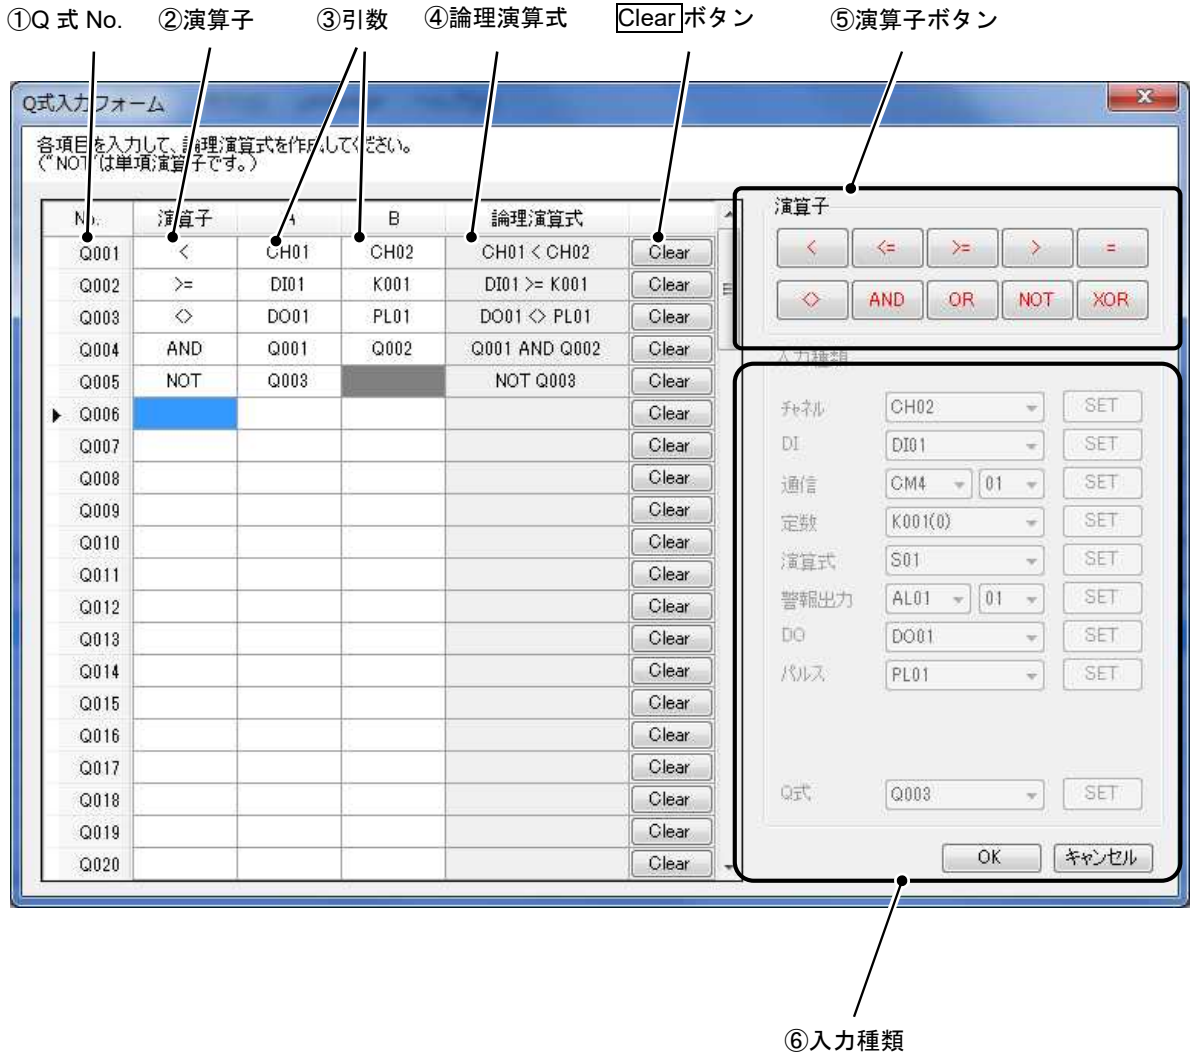 ①Q 式 No. ②演算子 ③引数 ④論理演算式 Clear ボタン ⑤演算子ボタン
Q式入力フォーム
各項目を入力して、論理演算式を作成してください。
("NOT"は単項演算子です。)
No. 演算子 A B 論理演算式
Q001 < CH01 CH02 CH01 < CH02 Clear
Q002 >= DI01 K001 DI01 >= K001 Clear
Q003 <> DO01 PL01 DO01 <> PL01 Clear
Q004 AND Q001 Q002 Q001 AND Q002 Clear
Q005 NOT Q003 NOT Q003 Clear
Q006 Clear
Q007 Clear
Q008 Clear
Q009 Clear
Q010 Clear
Q011 Clear
Q012 Clear
Q013 Clear
Q014 Clear
Q015 Clear
Q016 Clear
Q017 Clear
Q018 Clear
Q019 Clear
Q020 Clear
演算子
< <= >= > =
<> AND OR NOT XOR
入力種類
チャネル CH02 SET
DI DI01 SET
通信 CM4 01 SET
定数 K001(0) SET
演算式 S01 SET
警報出力 AL01 01 SET
DO DO01 SET
パルス PL01 SET
Q式 Q003 SET
OK キャンセル
⑥入力種類